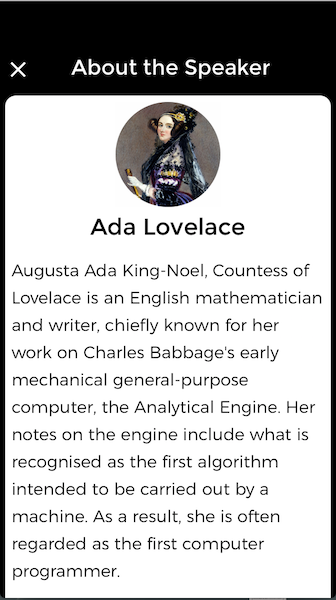 About the Speaker
Ada Lovelace
Augusta Ada King-Noel, Countess of
Lovelace is an English mathematician
and writer, chiefly known for her
work on Charles Babbage's early
mechanical general-purpose
computer, the Analytical Engine. Her
notes on the engine include what is
recognised as the first algorithm
intended to be carried out by a
machine. As a result, she is often
regarded as the first computer
programmer.